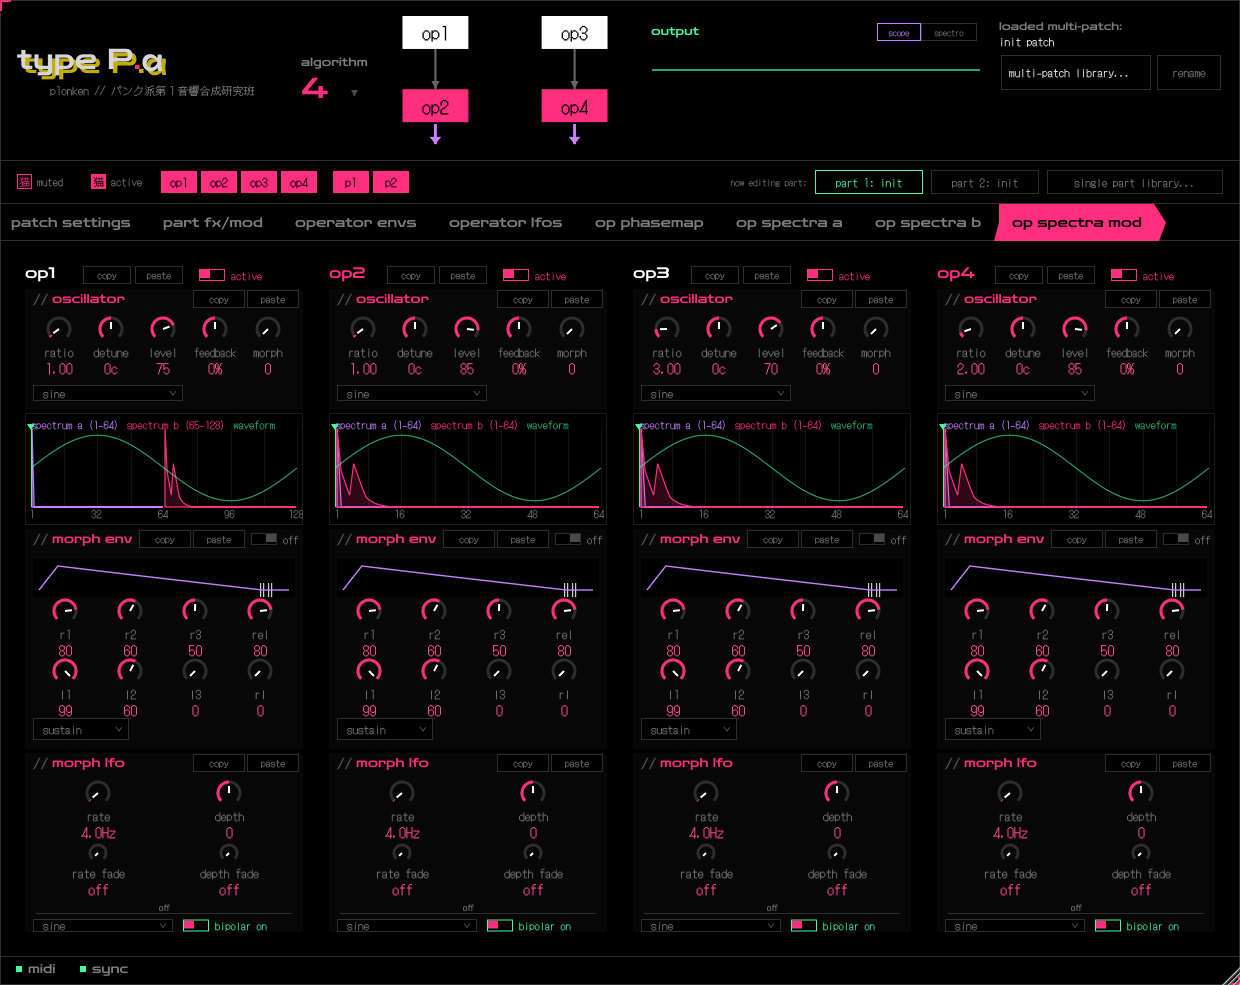 type P.a
plonken // パンク派第1音響合成研究班
algorithm
4
op1
op2
op3
op4
output
scope
spectro
loaded multi-patch:
init patch
multi-patch library...
rename
猫 muted
猫 active
op1
op2
op3
op4
p1
p2
now editing part:
part 1: init
part 2: init
single part library...
patch settings
part fx/mod
operator envs
operator lfos
op phasemap
op spectra a
op spectra b
op spectra mod
op1
copy
paste
active
// oscillator
copy
paste
ratio
detune
level
feedback
morph
1.00
0c
75
0%
0
sine
spectrum a (1-64)
spectrum b (65-128)
waveform
1
32
64
96
128
// morph env
copy
paste
off
r1
r2
r3
rel
80
60
50
80
l1
l2
l3
rl
99
60
0
0
sustain
// morph lfo
copy
paste
rate
depth
4.0Hz
0
rate fade
depth fade
off
off
off
sine
bipolar on
op2
copy
paste
active
// oscillator
copy
paste
ratio
detune
level
feedback
morph
1.00
0c
85
0%
0
sine
spectrum a (1-64)
spectrum b (1-64)
waveform
1
16
32
48
64
// morph env
copy
paste
off
r1
r2
r3
rel
80
60
50
80
l1
l2
l3
rl
99
60
0
0
sustain
// morph lfo
copy
paste
rate
depth
4.0Hz
0
rate fade
depth fade
off
off
off
sine
bipolar on
op3
copy
paste
active
// oscillator
copy
paste
ratio
detune
level
feedback
morph
3.00
0c
70
0%
0
sine
spectrum a (1-64)
spectrum b (1-64)
waveform
1
16
32
48
64
// morph env
copy
paste
off
r1
r2
r3
rel
80
60
50
80
l1
l2
l3
rl
99
60
0
0
sustain
// morph lfo
copy
paste
rate
depth
4.0Hz
0
rate fade
depth fade
off
off
off
sine
bipolar on
op4
copy
paste
active
// oscillator
copy
paste
ratio
detune
level
feedback
morph
2.00
0c
85
0%
0
sine
spectrum a (1-64)
spectrum b (1-64)
waveform
1
16
32
48
64
// morph env
copy
paste
off
r1
r2
r3
rel
80
60
50
80
l1
l2
l3
rl
99
60
0
0
sustain
// morph lfo
copy
paste
rate
depth
4.0Hz
0
rate fade
depth fade
off
off
off
sine
bipolar on
midi
sync